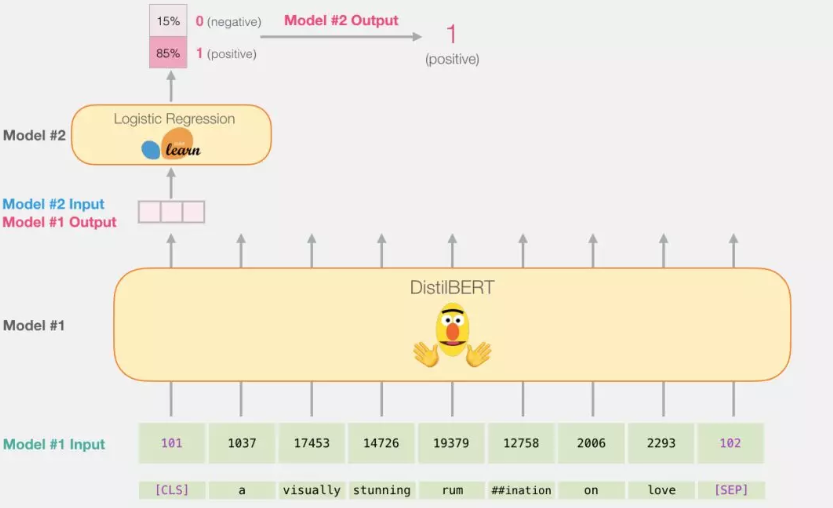 15% 0 (negative) Model #2 Output 1
85% 1 (positive) (positive)
Logistic Regression
Model #2 learn
Model #2 Input
Model #1 Output
DistilBERT
Model #1
Model #1 Input 101 1037 17453 14726 19379 12758 2006 2293 102
[CLS] a visually stunning rum ##ination on love [SEP]